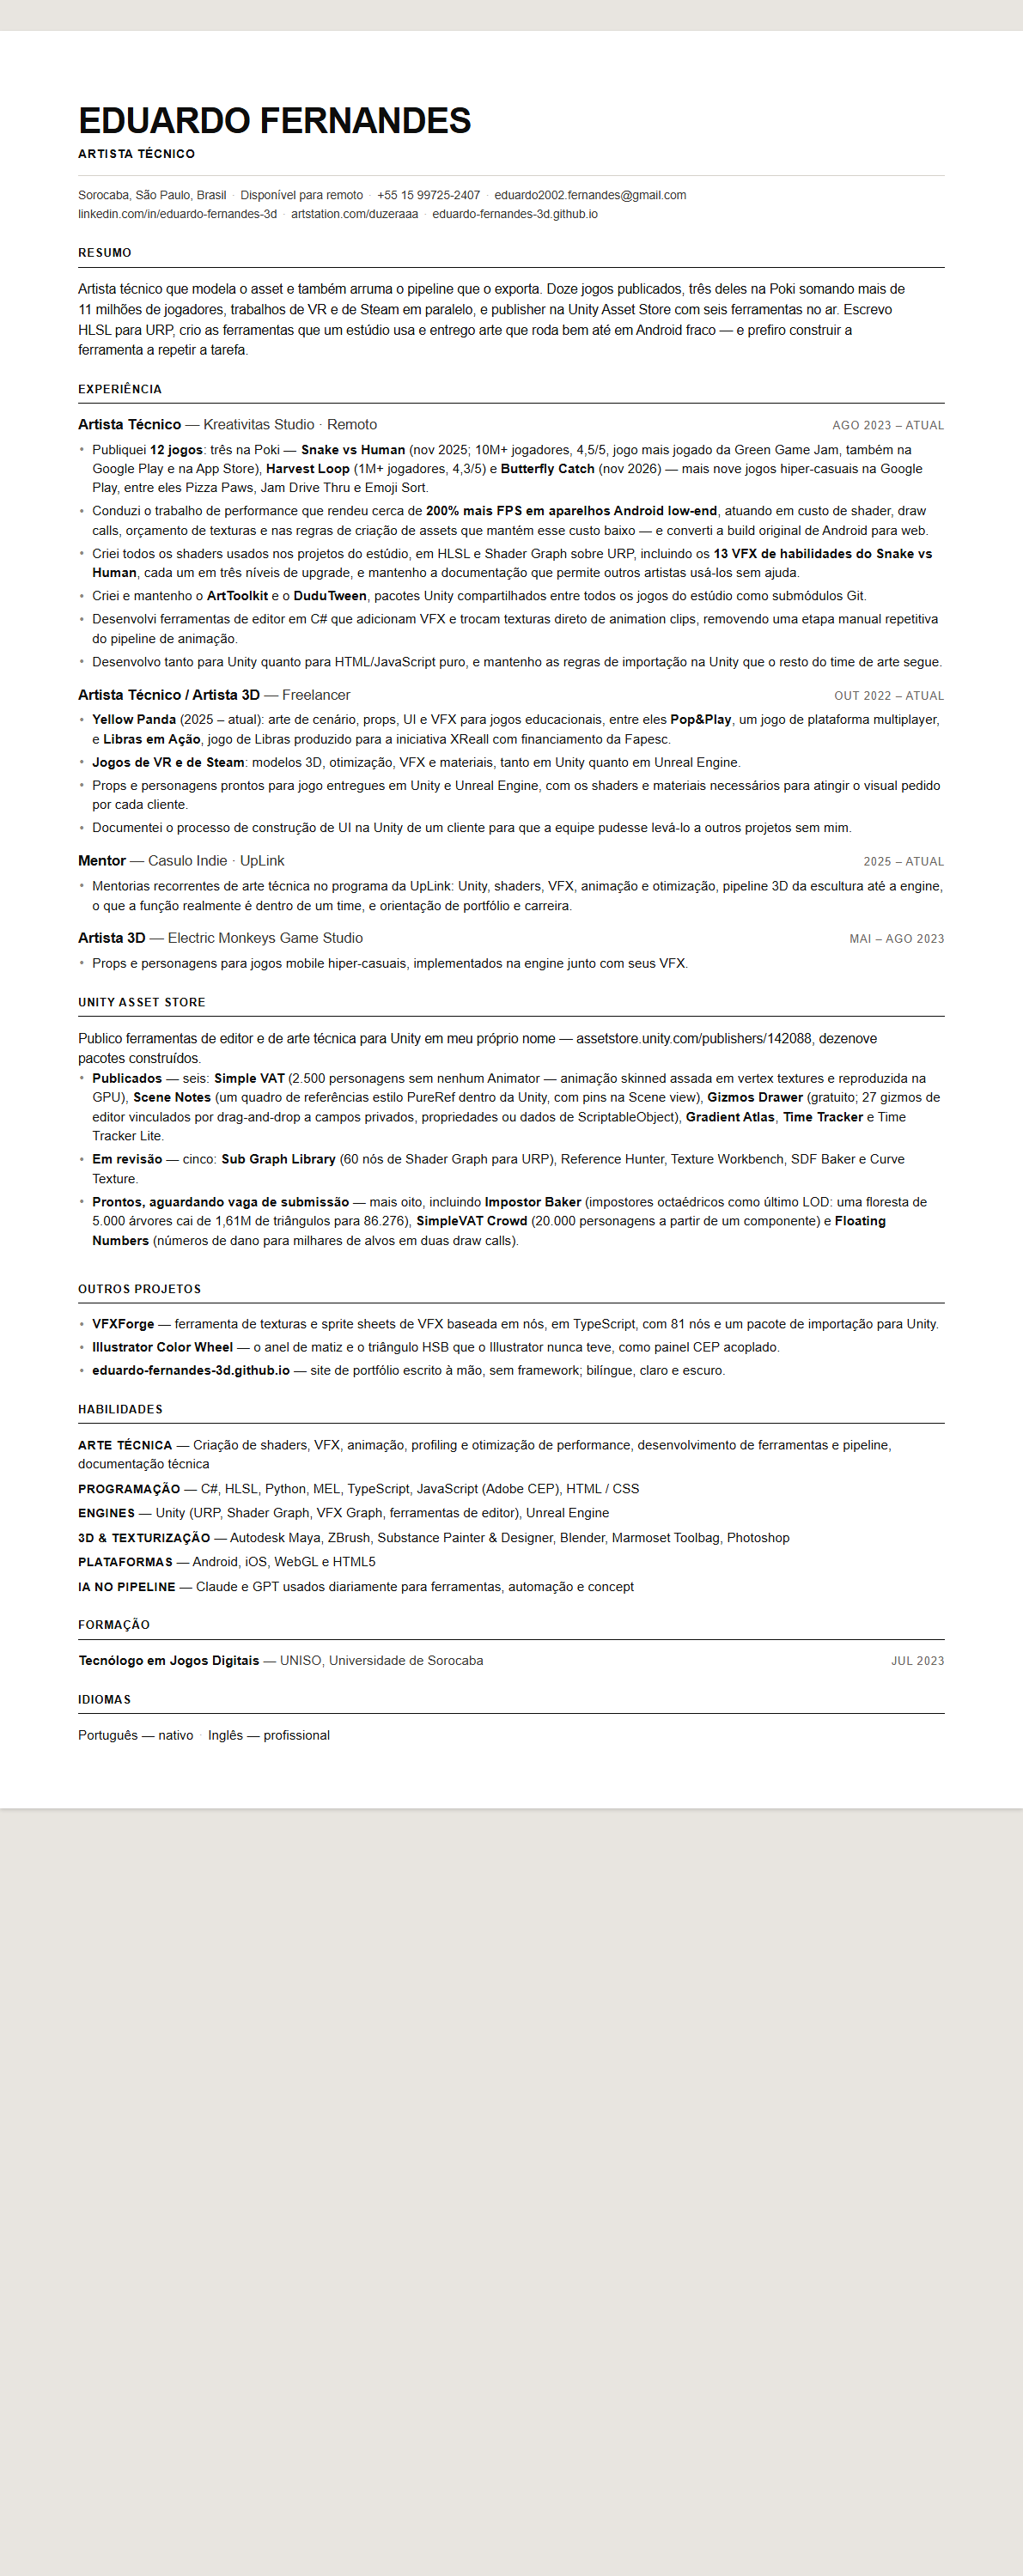 EDUARDO FERNANDES
ARTISTA TÉCNICO
Sorocaba, São Paulo, Brasil · Disponível para remoto · +55 15 99725-2407 · eduardo2002.fernandes@gmail.com
linkedin.com/in/eduardo-fernandes-3d · artstation.com/duzeraaa · eduardo-fernandes-3d.github.io
RESUMO
Artista técnico que modela o asset e também arruma o pipeline que o exporta. Doze jogos publicados, três deles na Poki somando mais de
11 milhões de jogadores, trabalhos de VR e de Steam em paralelo, e publisher na Unity Asset Store com seis ferramentas no ar. Escrevo
HLSL para URP, crio as ferramentas que um estúdio usa e entrego arte que roda bem até em Android fraco — e prefiro construir a
ferramenta a repetir a tarefa.
EXPERIÊNCIA
Artista Técnico — Kreativitas Studio · Remoto AGO 2023 – ATUAL
• Publiquei 12 jogos: três na Poki — Snake vs Human (nov 2025; 10M+ jogadores, 4,5/5, jogo mais jogado da Green Game Jam, também na
Google Play e na App Store), Harvest Loop (1M+ jogadores, 4,3/5) e Butterfly Catch (nov 2026) — mais nove jogos hiper-casuais na Google
Play, entre eles Pizza Paws, Jam Drive Thru e Emoji Sort.
• Conduzi o trabalho de performance que rendeu cerca de 200% mais FPS em aparelhos Android low-end, atuando em custo de shader, draw
calls, orçamento de texturas e nas regras de criação de assets que mantém esse custo baixo — e converti a build original de Android para web.
• Criei todos os shaders usados nos projetos do estúdio, em HLSL e Shader Graph sobre URP, incluindo os 13 VFX de habilidades do Snake vs
Human, cada um em três níveis de upgrade, e mantenho a documentação que permite outros artistas usá-los sem ajuda.
• Criei e mantenho o ArtToolkit e o DuduTween, pacotes Unity compartilhados entre todos os jogos do estúdio como submódulos Git.
• Desenvolvi ferramentas de editor em C# que adicionam VFX e trocam texturas direto de animation clips, removendo uma etapa manual repetitiva
do pipeline de animação.
• Desenvolvo tanto para Unity quanto para HTML/JavaScript puro, e mantenho as regras de importação na Unity que o resto do time de arte segue.
Artista Técnico / Artista 3D — Freelancer OUT 2022 – ATUAL
• Yellow Panda (2025 – atual): arte de cenário, props, UI e VFX para jogos educacionais, entre eles Pop&Play, um jogo de plataforma multiplayer,
e Libras em Ação, jogo de Libras produzido para a iniciativa XReall com financiamento da Fapesc.
• Jogos de VR e de Steam: modelos 3D, otimização, VFX e materiais, tanto em Unity quanto em Unreal Engine.
• Props e personagens prontos para jogo entregues em Unity e Unreal Engine, com os shaders e materiais necessários para atingir o visual pedido
por cada cliente.
• Documentei o processo de construção de UI na Unity de um cliente para que a equipe pudesse levá-lo a outros projetos sem mim.
Mentor — Casulo Indie · UpLink 2025 – ATUAL
• Mentorias recorrentes de arte técnica no programa da UpLink: Unity, shaders, VFX, animação e otimização, pipeline 3D da escultura até a engine,
o que a função realmente é dentro de um time, e orientação de portfólio e carreira.
Artista 3D — Electric Monkeys Game Studio MAI – AGO 2023
• Props e personagens para jogos mobile hiper-casuais, implementados na engine junto com seus VFX.
UNITY ASSET STORE
Publico ferramentas de editor e de arte técnica para Unity em meu próprio nome — assetstore.unity.com/publishers/142088, dezenove
pacotes construídos.
• Publicados — seis: Simple VAT (2.500 personagens sem nenhum Animator — animação skinned assada em vertex textures e reproduzida na
GPU), Scene Notes (um quadro de referências estilo PureRef dentro da Unity, com pins na Scene view), Gizmos Drawer (gratuito; 27 gizmos de
editor vinculados por drag-and-drop a campos privados, propriedades ou dados de ScriptableObject), Gradient Atlas, Time Tracker e Time
Tracker Lite.
• Em revisão — cinco: Sub Graph Library (60 nós de Shader Graph para URP), Reference Hunter, Texture Workbench, SDF Baker e Curve
Texture.
• Prontos, aguardando vaga de submissão — mais oito, incluindo Impostor Baker (impostores octaédricos como último LOD: uma floresta de
5.000 árvores cai de 1,61M de triângulos para 86.276), SimpleVAT Crowd (20.000 personagens a partir de um componente) e Floating
Numbers (números de dano para milhares de alvos em duas draw calls).
OUTROS PROJETOS
• VFXForge — ferramenta de texturas e sprite sheets de VFX baseada em nós, em TypeScript, com 81 nós e um pacote de importação para Unity.
• Illustrator Color Wheel — o anel de matiz e o triângulo HSB que o Illustrator nunca teve, como painel CEP acoplado.
• eduardo-fernandes-3d.github.io — site de portfólio escrito à mão, sem framework; bilíngue, claro e escuro.
HABILIDADES
ARTE TÉCNICA — Criação de shaders, VFX, animação, profiling e otimização de performance, desenvolvimento de ferramentas e pipeline,
documentação técnica
PROGRAMAÇÃO — C#, HLSL, Python, MEL, TypeScript, JavaScript (Adobe CEP), HTML / CSS
ENGINES — Unity (URP, Shader Graph, VFX Graph, ferramentas de editor), Unreal Engine
3D & TEXTURIZAÇÃO — Autodesk Maya, ZBrush, Substance Painter & Designer, Blender, Marmoset Toolbag, Photoshop
PLATAFORMAS — Android, iOS, WebGL e HTML5
IA NO PIPELINE — Claude e GPT usados diariamente para ferramentas, automação e concept
FORMAÇÃO
Tecnólogo em Jogos Digitais — UNISO, Universidade de Sorocaba JUL 2023
IDIOMAS
Português — nativo · Inglês — profissional